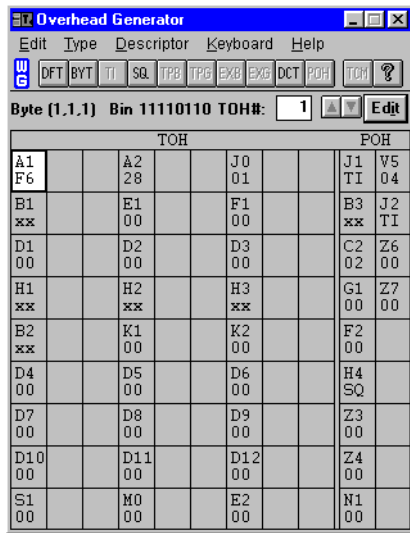 Overhead Generator
Edit Type Descriptor Keyboard Help
WG DFT BYT TI SQ. TPB TPG EXB EXG DCT POH TCM ?
Byte (1,1,1) Bin 11110110 TOH#: 1 Edit
TOH POH
A1 A2 J0 J1 V5
F6 28 01 TI 04
B1 E1 F1 B3 J2
xx 00 00 xx TI
D1 D2 D3 C2 Z6
00 00 00 02 00
H1 H2 H3 G1 Z7
xx xx xx 00 00
B2 K1 K2 F2
xx 00 00 00
D4 D5 D6 H4
00 00 00 SQ
D7 D8 D9 Z3
00 00 00 00
D10 D11 D12 Z4
00 00 00 00
S1 M0 E2 N1
00 00 00 00